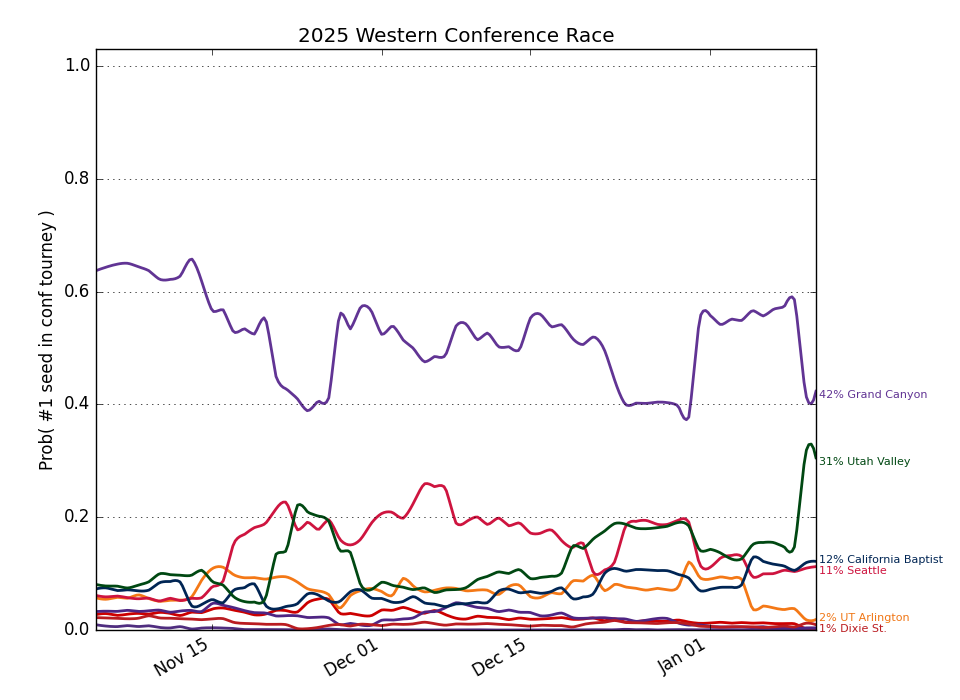 2025 Western Conference Race
Prob( #1 seed in conf tourney )
1.0
0.8
0.6
0.4
0.2
0.0
Nov 15
Dec 01
Dec 15
Jan 01
42% Grand Canyon
31% Utah Valley
12% California Baptist
11% Seattle
2% UT Arlington
1% Dixie St.